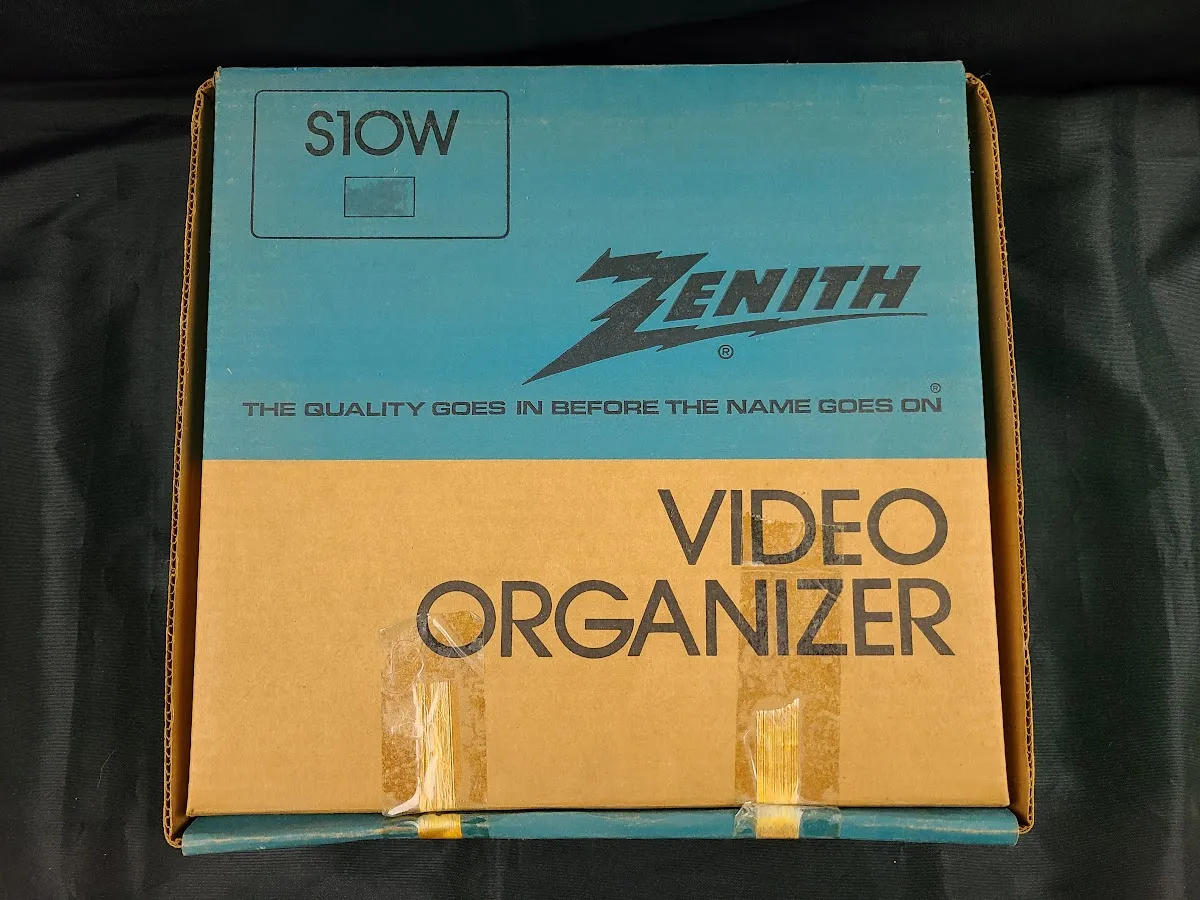 S10W
ZENITH
®
®
THE QUALITY GOES IN BEFORE THE NAME GOES ON
VIDEO
ORGANIZER